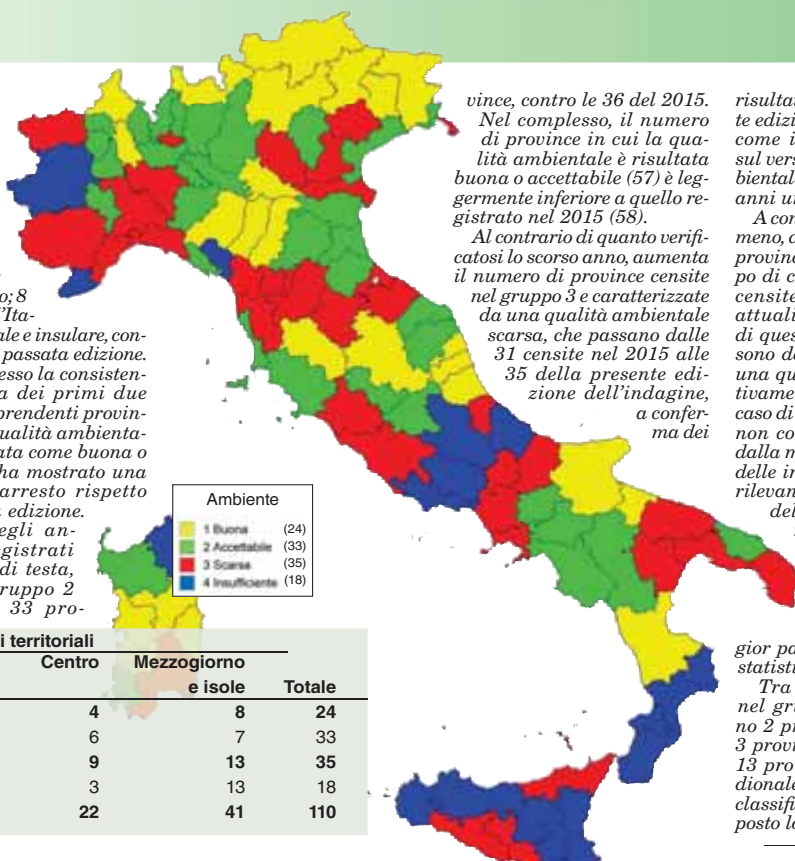 vince, contro le 36 del 2015.
Nel complesso, il numero
di province in cui la qua-
lità ambientale è risultata
buona o accettabile (57) è leg-
germente inferiore a quello re-
gistrato nel 2015 (58).
Al contrario di quanto verifi-
catosi lo scorso anno, aumenta
il numero di province censite
nel gruppo 3 e caratterizzate
da una qualità ambientale
scarsa, che passano dalle
31 censite nel 2015 alle
35 della presente edi-
zione dell'indagine,
a confer-
ma dei
risultat
te edizi
come i
sul vers
bientale
anni un
A con
meno, a
province
po di c
censite
attuali
di ques
sono de
una qu
tivamen
caso di
non co
dalla m
delle in
rilevan
del
gior pa
statisti
Tra
nel gru
no 2 pr
3 provi
13 pro
dionale
classifi
posto lo
o; 8
'Ita-
ale e insulare, con-
passata edizione.
esso la consisten-
a dei primi due
prendenti provin-
ualità ambienta-
ata come buona o
ha mostrato una
arresto rispetto
a edizione.
egli an-
gistrati
di testa,
ruppo 2
33 pro-
Ambiente
1 Buona (24)
2 Accettabile (33)
3 Scarsa (35)
4 Insufficiente (18)
i territoriali
Centro Mezzogiorno
e isole Totale
4 8 24
6 7 33
9 13 35
3 13 18
22 41 110